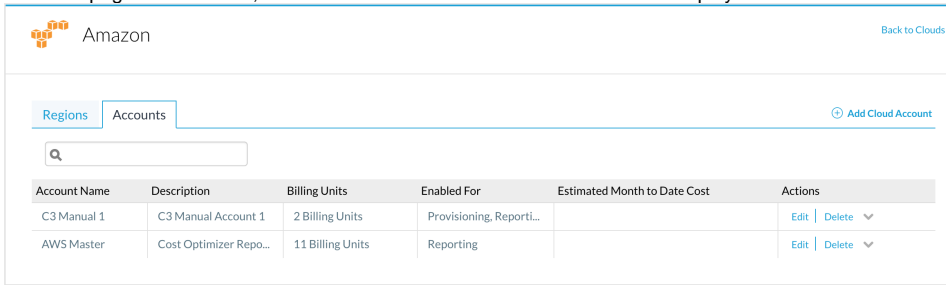 Amazon
Back to Clouds
Regions Accounts
Add Cloud Account
Account Name Description Billing Units Enabled For Estimated Month to Date Cost Actions
C3 Manual 1 C3 Manual Account 1 2 Billing Units Provisioning, Reporti... Edit Delete
AWS Master Cost Optimizer Repo... 11 Billing Units Reporting Edit Delete